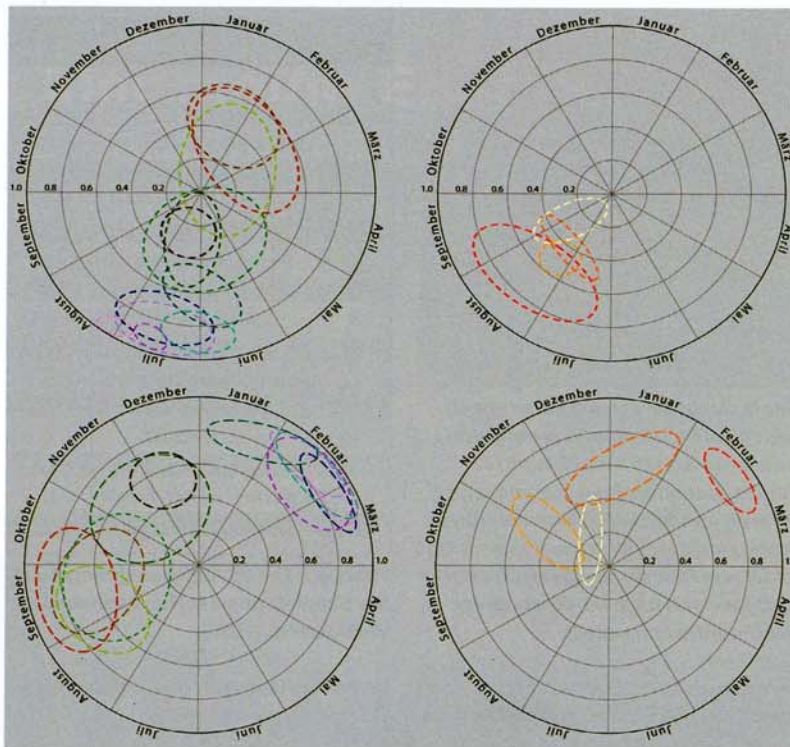 Dezember
Januar
Februar
März
April
Mai
Juni
Juli
August
September
Oktober
November
1.0 0.8 0.6 0.4 0.2
Dezember
Januar
Februar
März
April
Mai
Juni
Juli
August
September
Oktober
November
1.0 0.8 0.6 0.4 0.2
Dezember
Januar
Februar
März
April
Mai
Juni
Juli
August
September
Oktober
November
0.2 0.4 0.6 0.8 1.0
Dezember
Januar
Februar
März
April
Mai
Juni
Juli
August
September
Oktober
November
0.2 0.4 0.6 0.8 1.0